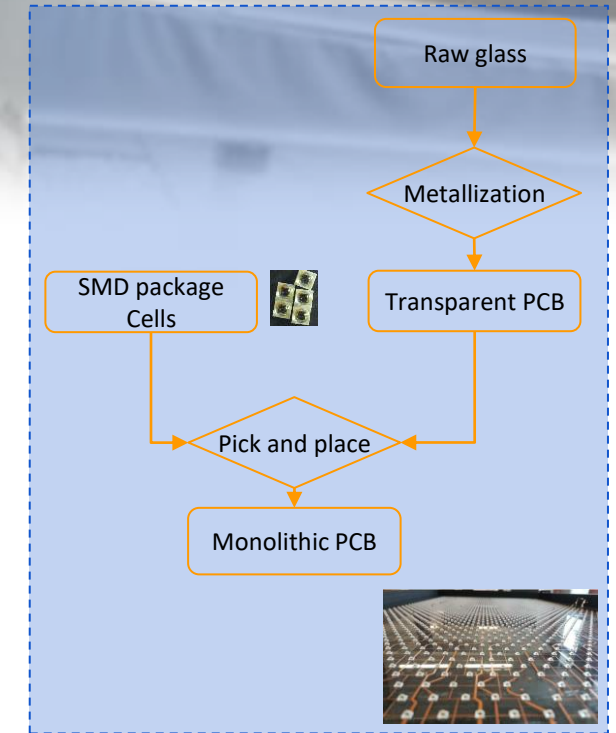 Raw glass
Metallization
SMD package
Cells
Transparent PCB
Pick and place
Monolithic PCB